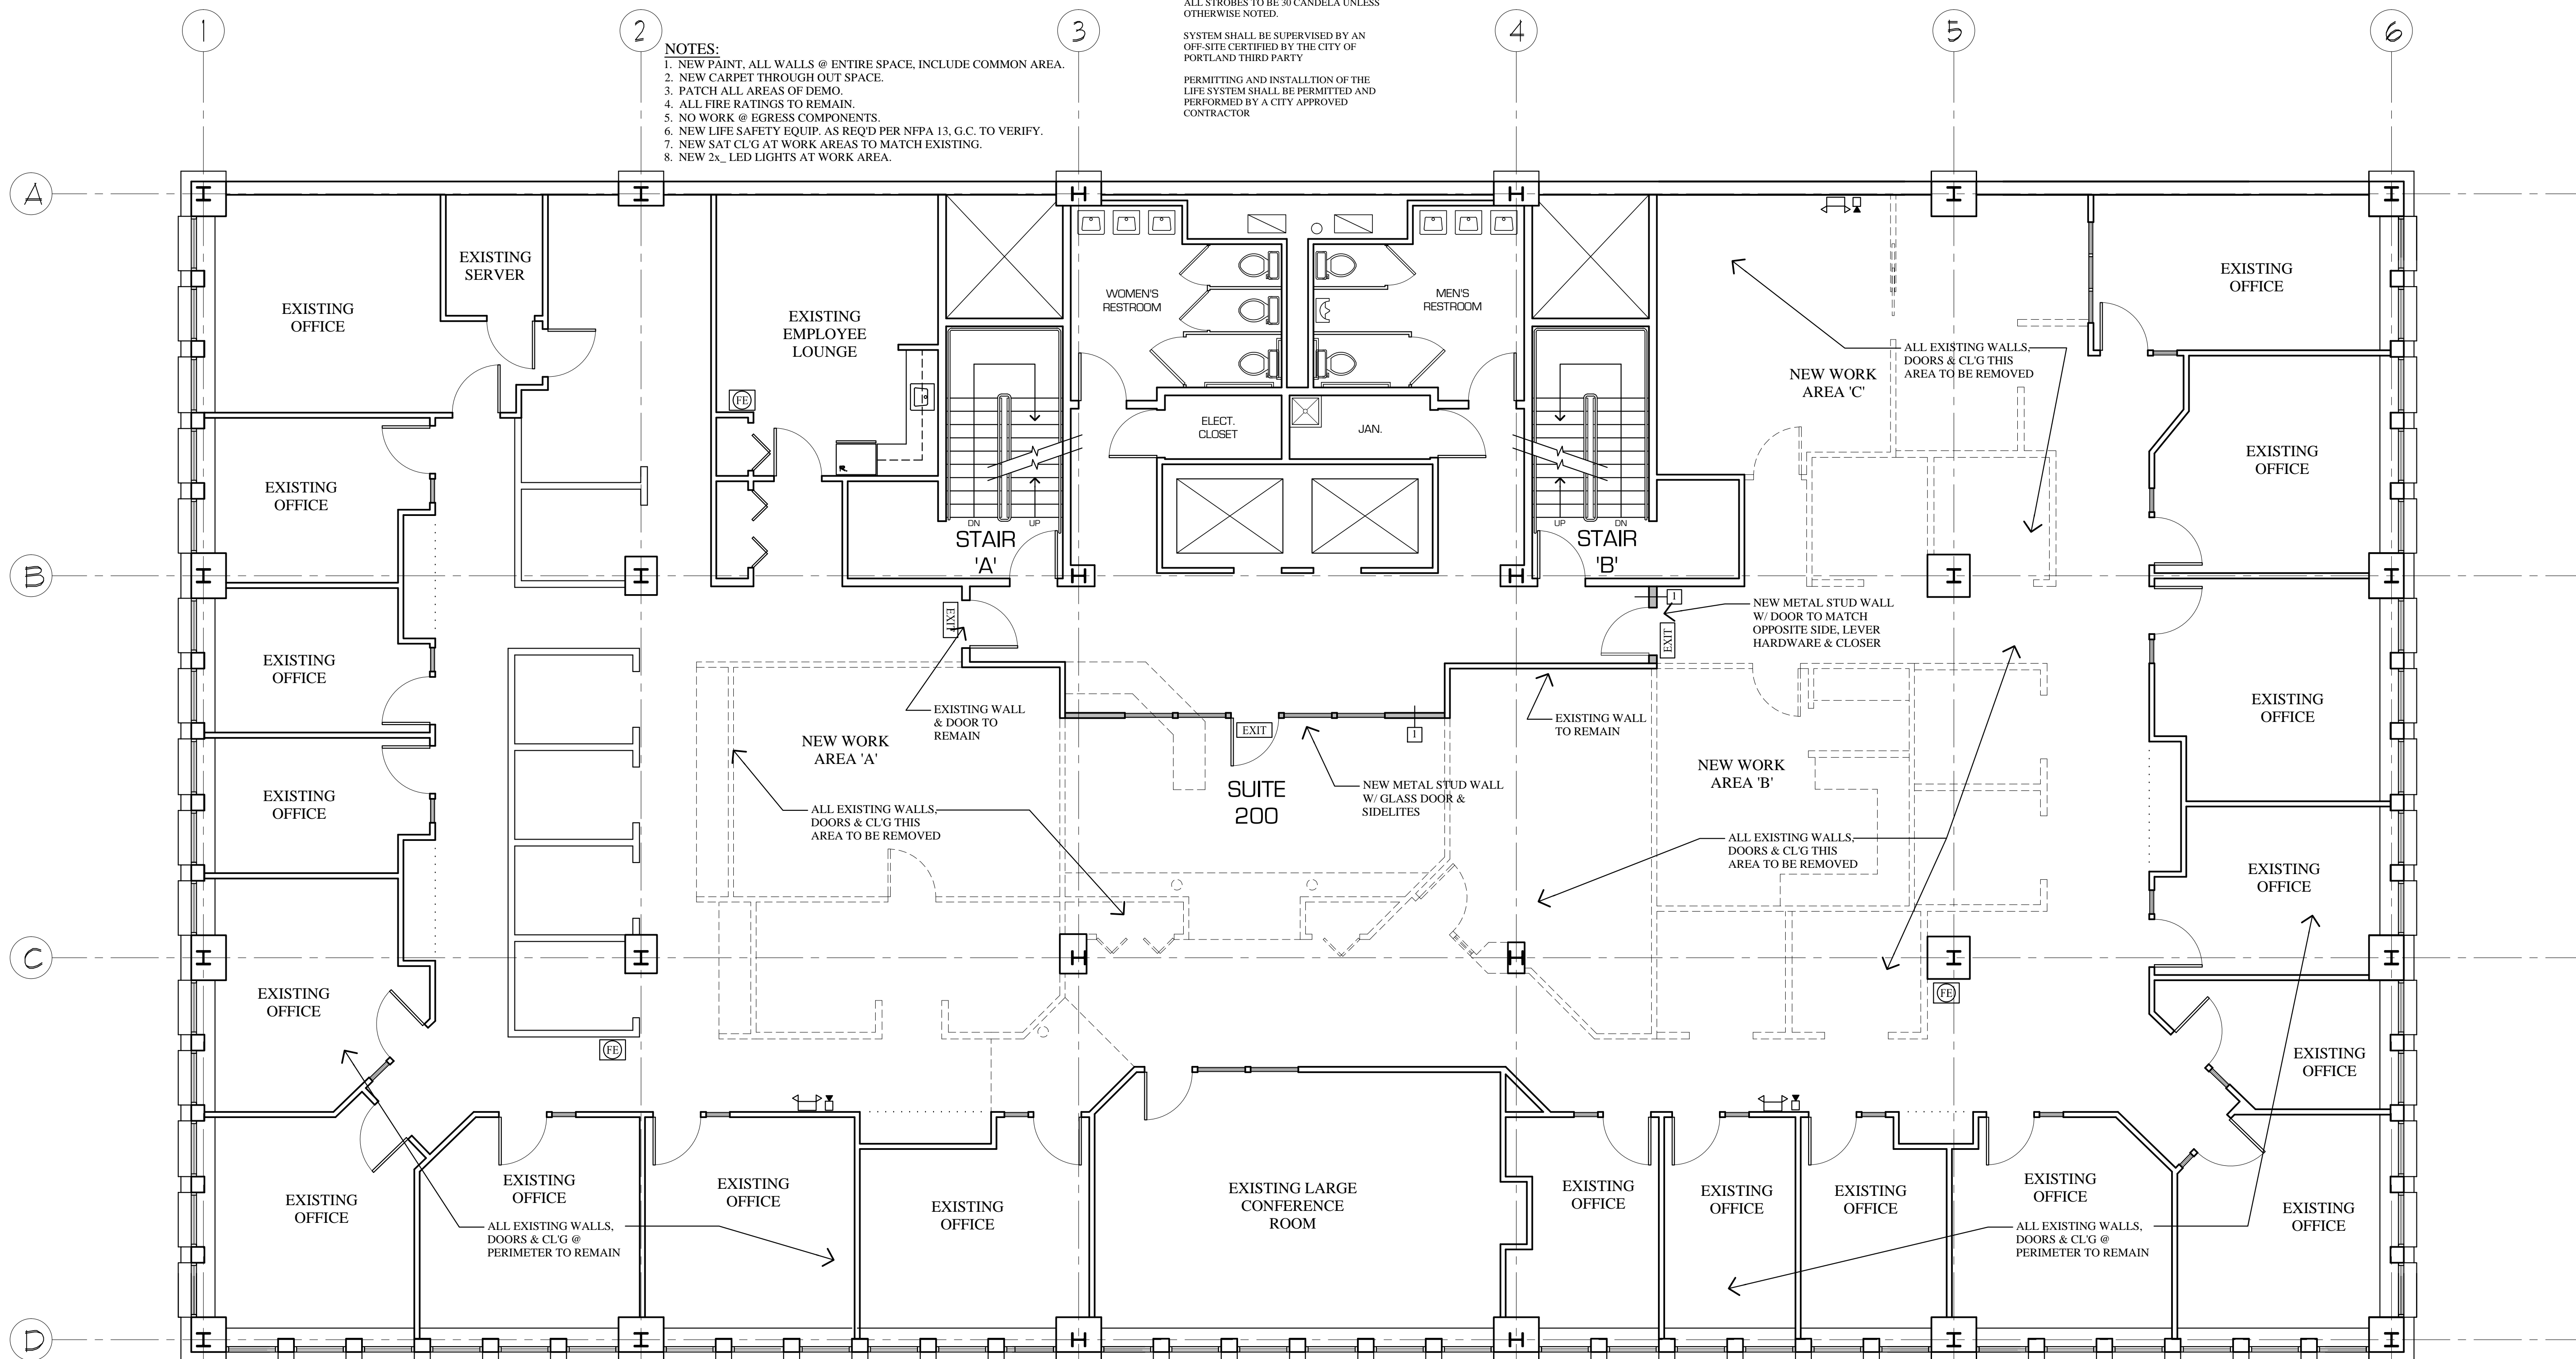 1
2
3
4
5
6
ALL STROBES TO BE 30 CANDELA UNLESS
OTHERWISE NOTED.
SYSTEM SHALL BE SUPERVISED BY AN
OFF-SITE CERTIFIED BY THE CITY OF
PORTLAND THIRD PARTY
PERMITTING AND INSTALLTION OF THE
LIFE SYSTEM SHALL BE PERMITTED AND
PERFORMED BY A CITY APPROVED
CONTRACTOR
NOTES:
1. NEW PAINT, ALL WALLS @ ENTIRE SPACE, INCLUDE COMMON AREA.
2. NEW CARPET THROUGH OUT SPACE.
3. PATCH ALL AREAS OF DEMO.
4. ALL FIRE RATINGS TO REMAIN.
5. NO WORK @ EGRESS COMPONENTS.
6. NEW LIFE SAFETY EQUIP. AS REQ'D PER NFPA 13, G.C. TO VERIFY.
7. NEW SAT CL'G AT WORK AREAS TO MATCH EXISTING.
8. NEW 2x_ LED LIGHTS AT WORK AREA.
A
EXISTING
OFFICE
EXISTING
SERVER
EXISTING
EMPLOYEE
LOUNGE
FE
WOMEN'S
RESTROOM
MEN'S
RESTROOM
ELECT.
CLOSET
JAN.
NEW WORK
AREA 'C'
ALL EXISTING WALLS,
DOORS & CL'G THIS
AREA TO BE REMOVED
EXISTING
OFFICE
EXISTING
OFFICE
EXISTING
OFFICE
DN
UP
STAIR
'A'
UP
DN
STAIR
'B'
B
EXIT
EXIT
1
NEW METAL STUD WALL
W/ DOOR TO MATCH
OPPOSITE SIDE, LEVER
HARDWARE & CLOSER
EXISTING
OFFICE
EXISTING
OFFICE
EXISTING WALL
& DOOR TO
REMAIN
EXISTING WALL
TO REMAIN
EXIT
1
NEW WORK
AREA 'A'
NEW WORK
AREA 'B'
SUITE
200
NEW METAL STUD WALL
W/ GLASS DOOR &
SIDELITES
EXISTING
OFFICE
ALL EXISTING WALLS,
DOORS & CL'G THIS
AREA TO BE REMOVED
ALL EXISTING WALLS,
DOORS & CL'G THIS
AREA TO BE REMOVED
EXISTING
OFFICE
C
EXISTING
OFFICE
FE
FE
EXISTING
OFFICE
EXISTING
OFFICE
EXISTING
OFFICE
EXISTING
OFFICE
EXISTING
OFFICE
EXISTING LARGE
CONFERENCE
ROOM
EXISTING
OFFICE
EXISTING
OFFICE
EXISTING
OFFICE
EXISTING
OFFICE
EXISTING
OFFICE
ALL EXISTING WALLS,
DOORS & CL'G @
PERIMETER TO REMAIN
ALL EXISTING WALLS,
DOORS & CL'G @
PERIMETER TO REMAIN
D